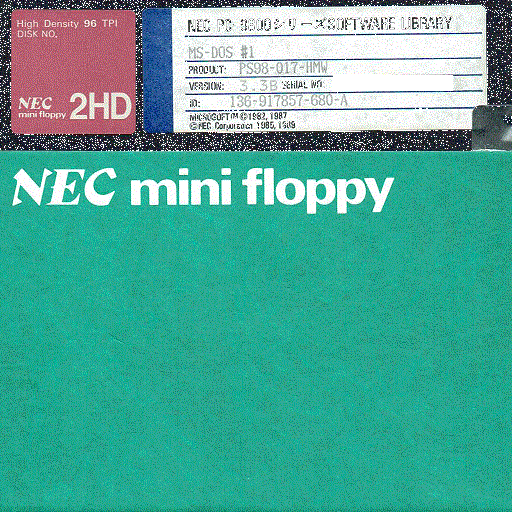 High Density 96 TPI
DISK NO.
NEC
mini floppy 2HD
NEC PC-9800シリーズSOFTWARE LIBRARY
MS-DOS #1
PRODUCT: PS98-017-HMW
VERSION: 3.3B SERIAL NO.
ID: 136-917857-680-A
MICROSOFT™ ©1982, 1987
©NEC Corporation 1985, 1989
NEC mini floppy